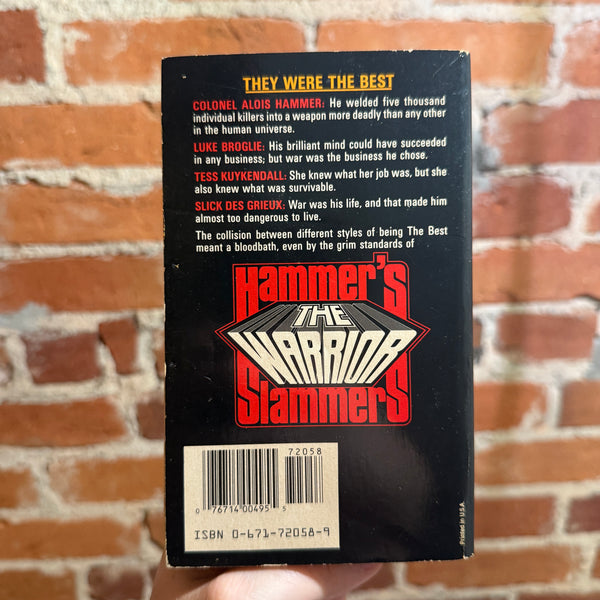 THEY WERE THE BEST
COLONEL ALOIS HAMMER: He welded five thousand
individual killers into a weapon more deadly than any other
in the human universe.
LUKE BROGLIE: His brilliant mind could have succeeded
in any business; but war was the business he chose.
TESS KUYKENDALL: She knew what her job was, but she
also knew what was survivable.
SLICK DES GRIEUX: War was his life, and that made him
almost too dangerous to live.
The collision between different styles of being The Best
meant a bloodbath, even by the grim standards of
Hammer's
THE
WARRIOR
Slammers
72058
0 76714 00495 5
ISBN 0-671-72058-9
Printed in U.S.A.